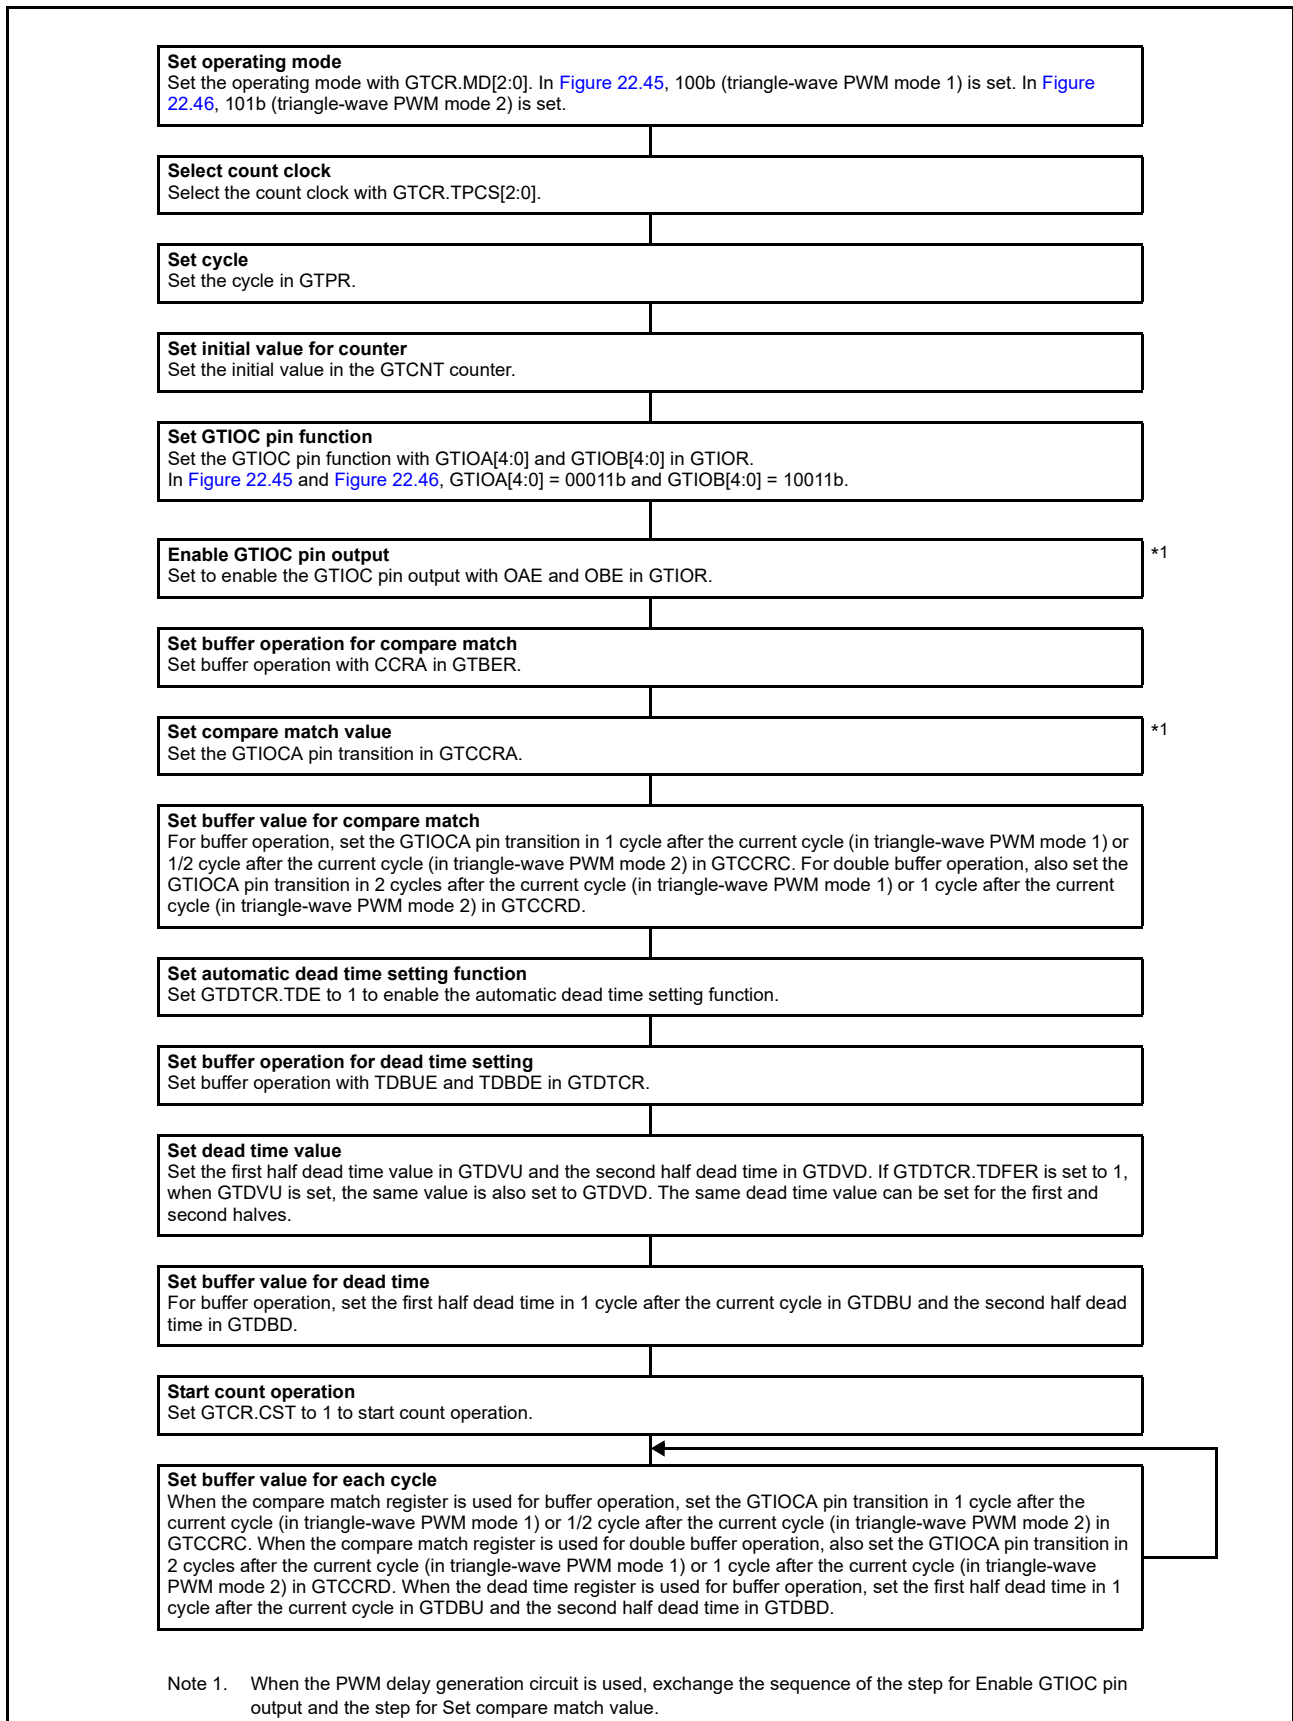 Set operating mode
Set the operating mode with GTCR.MD[2:0]. In Figure 22.45, 100b (triangle-wave PWM mode 1) is set. In Figure
22.46, 101b (triangle-wave PWM mode 2) is set.
Select count clock
Select the count clock with GTCR.TPCS[2:0].
Set cycle
Set the cycle in GTPR.
Set initial value for counter
Set the initial value in the GTCNT counter.
Set GTIOC pin function
Set the GTIOC pin function with GTIOA[4:0] and GTIOB[4:0] in GTIOR.
In Figure 22.45 and Figure 22.46, GTIOA[4:0] = 00011b and GTIOB[4:0] = 10011b.
Enable GTIOC pin output
*1
Set to enable the GTIOC pin output with OAE and OBE in GTIOR.
Set buffer operation for compare match
Set buffer operation with CCRA in GTBER.
Set compare match value
*1
Set the GTIOCA pin transition in GTCCRA.
Set buffer value for compare match
For buffer operation, set the GTIOCA pin transition in 1 cycle after the current cycle (in triangle-wave PWM mode 1) or
1/2 cycle after the current cycle (in triangle-wave PWM mode 2) in GTCCRC. For double buffer operation, also set the
GTIOCA pin transition in 2 cycles after the current cycle (in triangle-wave PWM mode 1) or 1 cycle after the current
cycle (in triangle-wave PWM mode 2) in GTCCRD.
Set automatic dead time setting function
Set GTDTCR.TDE to 1 to enable the automatic dead time setting function.
Set buffer operation for dead time setting
Set buffer operation with TDBUE and TDBDE in GTDTCR.
Set dead time value
Set the first half dead time value in GTDVU and the second half dead time in GTDVD. If GTDTCR.TDFER is set to 1,
when GTDVU is set, the same value is also set to GTDVD. The same dead time value can be set for the first and
second halves.
Set buffer value for dead time
For buffer operation, set the first half dead time in 1 cycle after the current cycle in GTDBU and the second half dead
time in GTDBD.
Start count operation
Set GTCR.CST to 1 to start count operation.
Set buffer value for each cycle
When the compare match register is used for buffer operation, set the GTIOCA pin transition in 1 cycle after the
current cycle (in triangle-wave PWM mode 1) or 1/2 cycle after the current cycle (in triangle-wave PWM mode 2) in
GTCCRC. When the compare match register is used for double buffer operation, also set the GTIOCA pin transition in
2 cycles after the current cycle (in triangle-wave PWM mode 1) or 1 cycle after the current cycle (in triangle-wave
PWM mode 2) in GTCCRD. When the dead time register is used for buffer operation, set the first half dead time in 1
cycle after the current cycle in GTDBU and the second half dead time in GTDBD.
Note 1. When the PWM delay generation circuit is used, exchange the sequence of the step for Enable GTIOC pin
output and the step for Set compare match value.